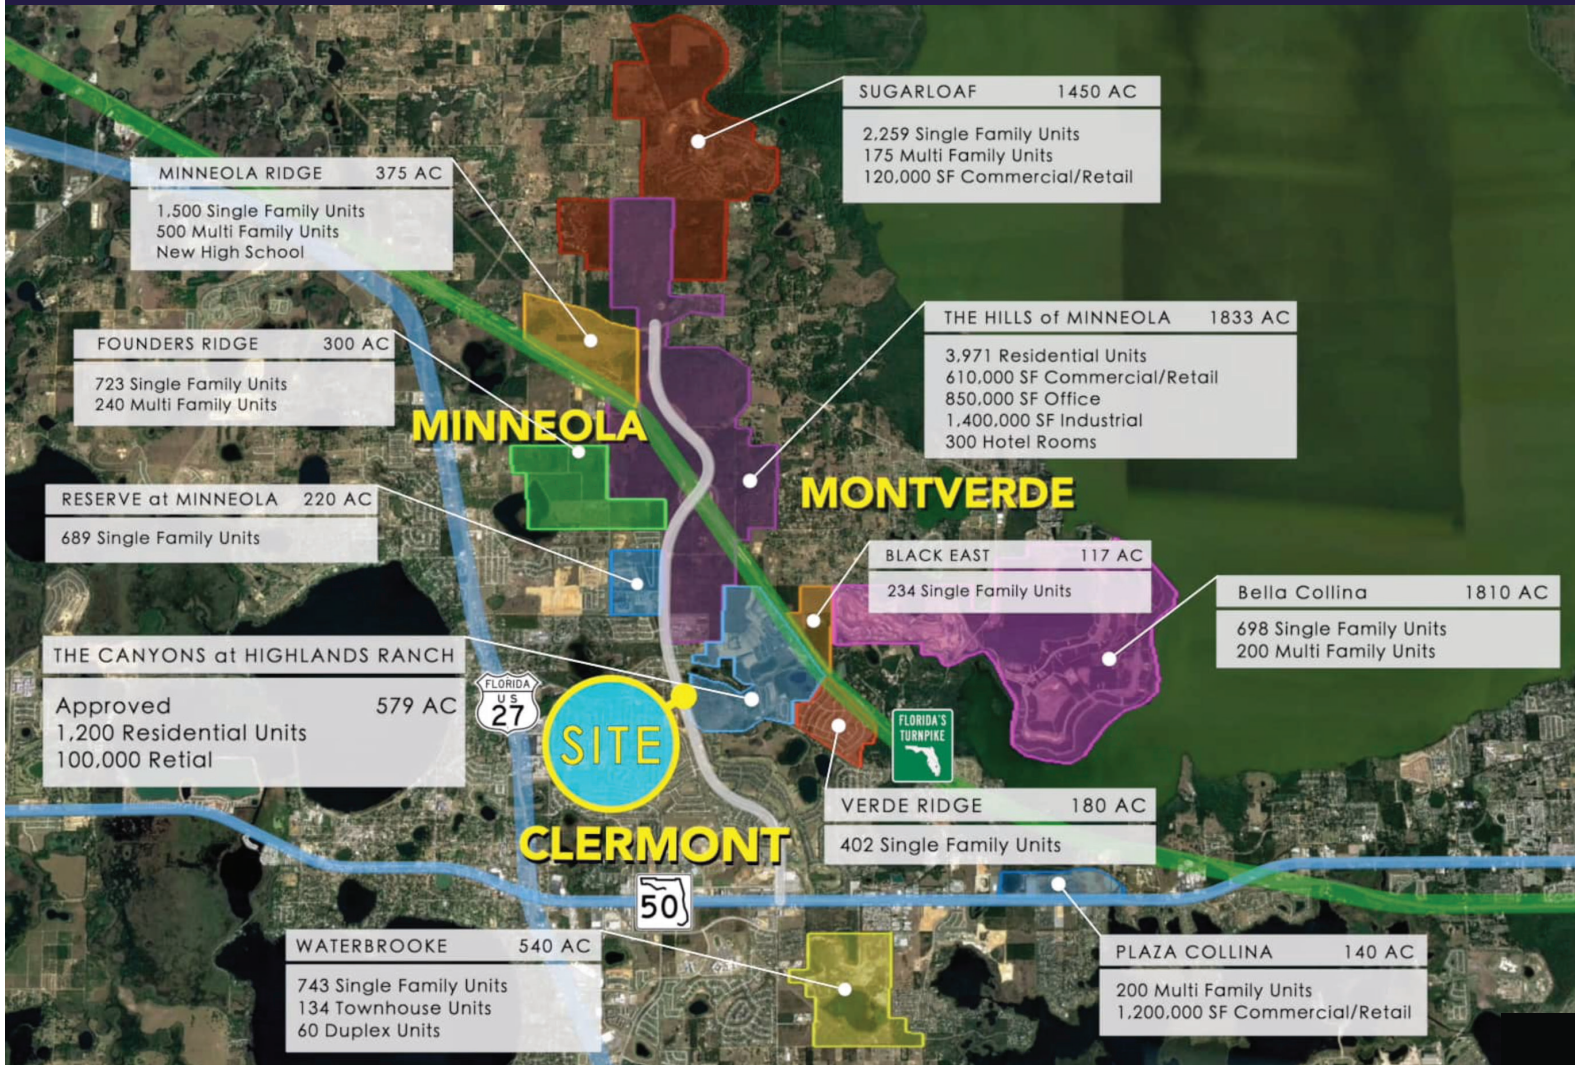 SUGARLOAF 1450 AC
2,259 Single Family Units
175 Multi Family Units
120,000 SF Commercial/Retail
MINNEOLA RIDGE 375 AC
1,500 Single Family Units
500 Multi Family Units
New High School
THE HILLS of MINNEOLA 1833 AC
3,971 Residential Units
610,000 SF Commercial/Retail
850,000 SF Office
1,400,000 SF Industrial
300 Hotel Rooms
FOUNDERS RIDGE 300 AC
723 Single Family Units
240 Multi Family Units
MINNEOLA
MONTVERDE
RESERVE at MINNEOLA 220 AC
689 Single Family Units
BLACK EAST 117 AC
234 Single Family Units
Bella Collina 1810 AC
698 Single Family Units
200 Multi Family Units
THE CANYONS at HIGHLANDS RANCH
Approved 579 AC
1,200 Residential Units
100,000 Retial
FLORIDA
US
27
SITE
FLORIDA'S
TURNPIKE
VERDE RIDGE 180 AC
402 Single Family Units
CLERMONT
50
WATERBROOKE 540 AC
743 Single Family Units
134 Townhouse Units
60 Duplex Units
PLAZA COLLINA 140 AC
200 Multi Family Units
1,200,000 SF Commercial/Retail